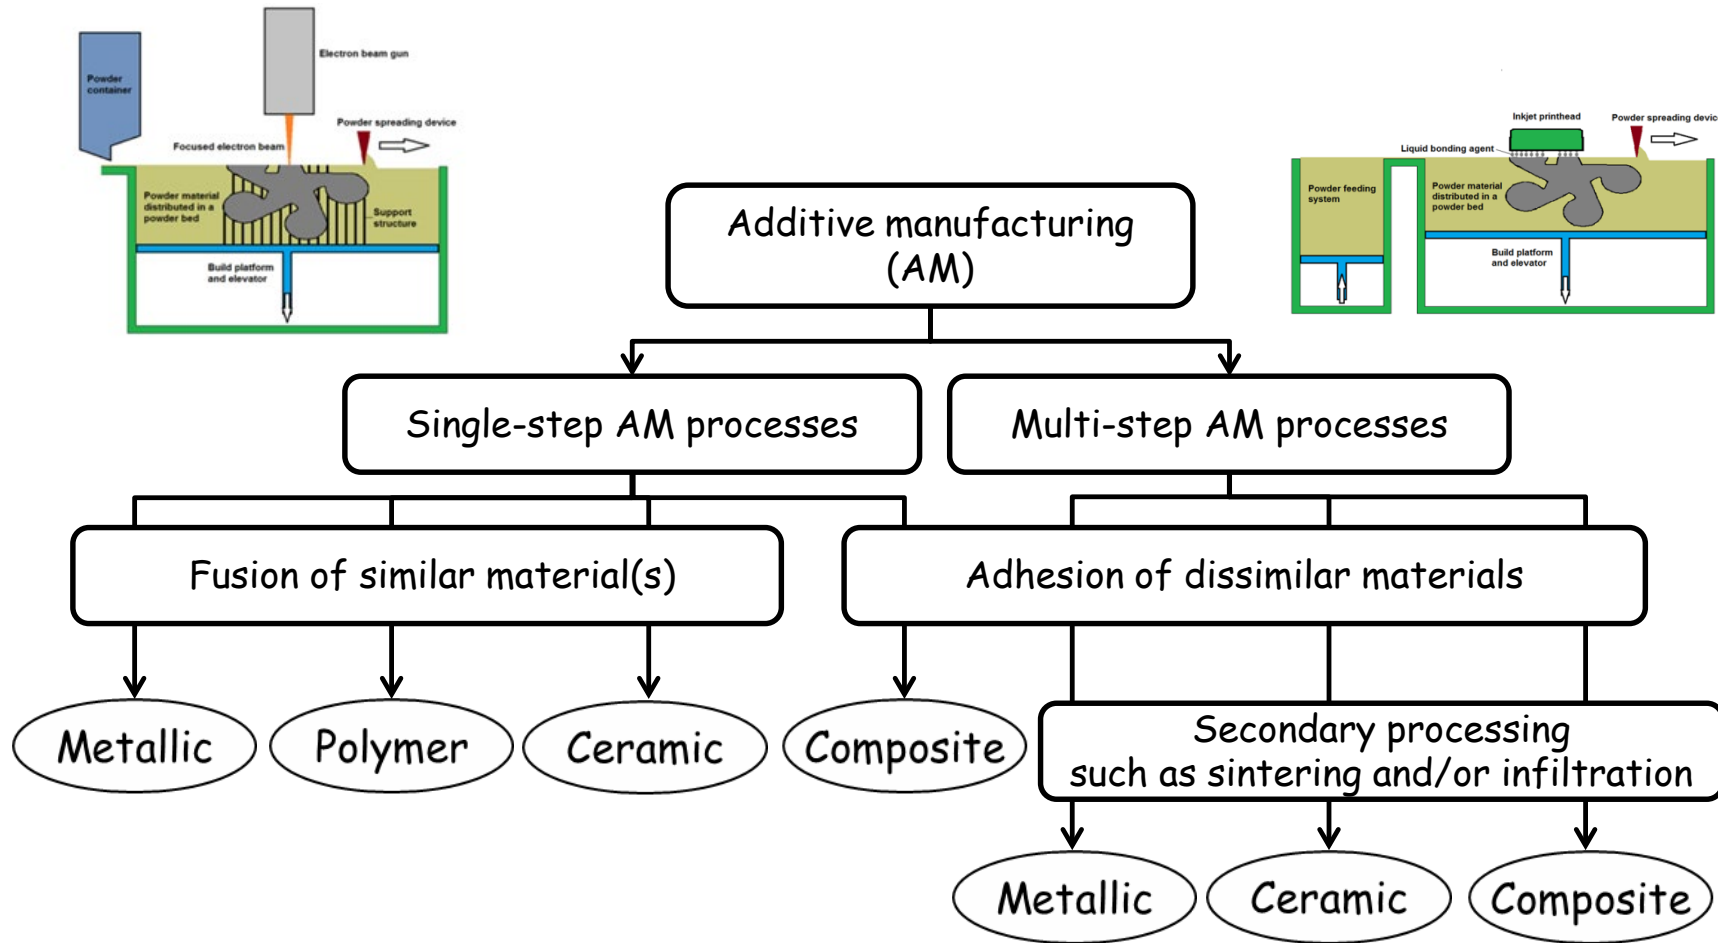 Powder
container
Electron beam gun
Powder spreading device
Focused electron beam
Powder material
distributed in a
powder bed
Support
structure
Build platform
and elevator
Inkjet printhead
Powder spreading device
Liquid bonding agent
Powder feeding
system
Powder material
distributed in a
powder bed
Build platform
and elevator
Additive manufacturing
(AM)
Single-step AM processes
Multi-step AM processes
Fusion of similar material(s)
Adhesion of dissimilar materials
Metallic
Polymer
Ceramic
Composite
Secondary processing
such as sintering and/or infiltration
Metallic
Ceramic
Composite